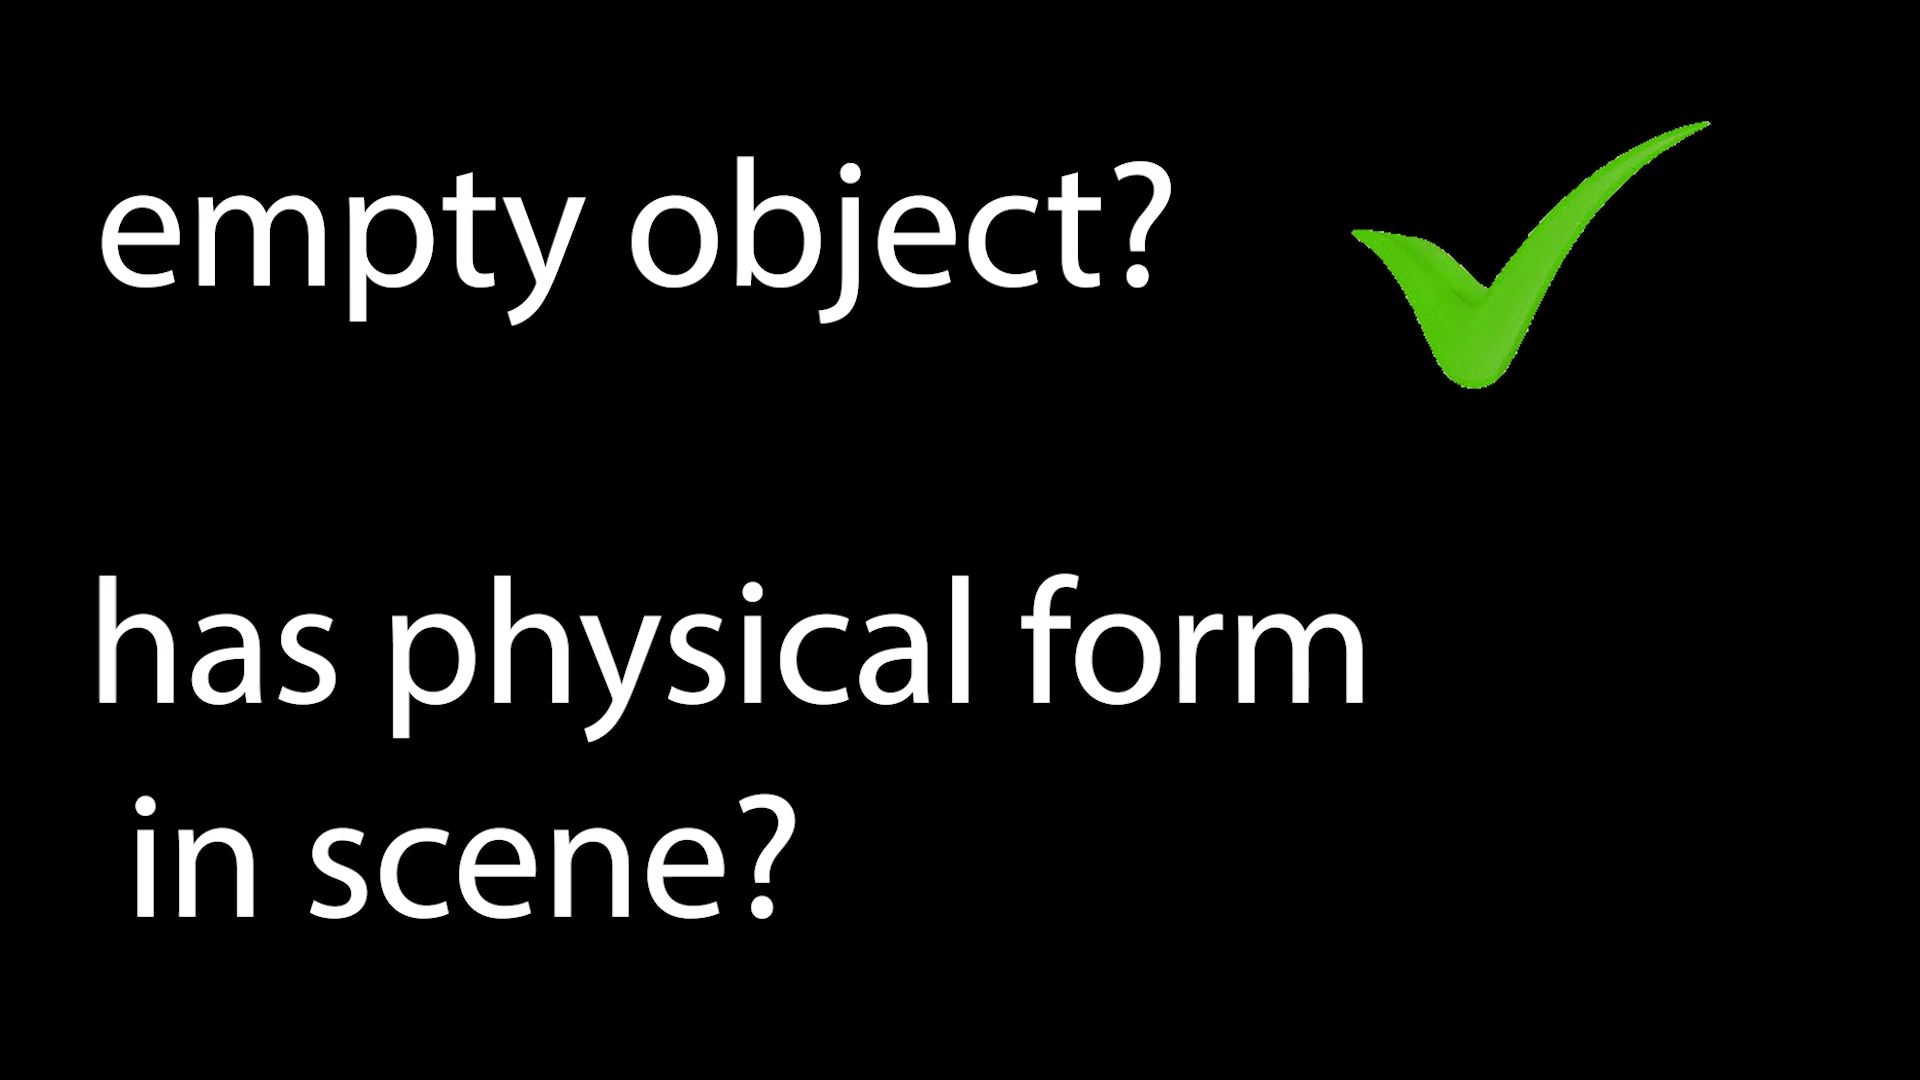 empty object?
has physical form
in scene?